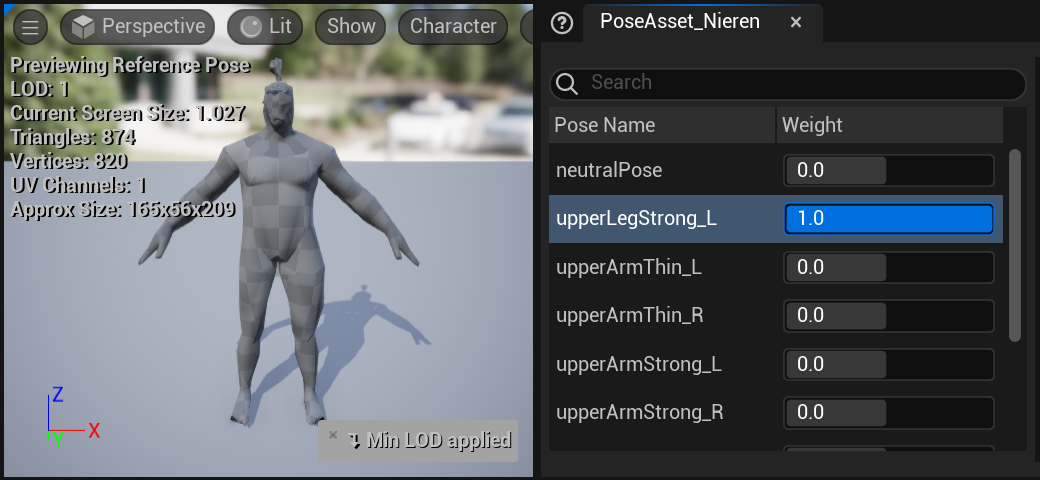 Perspective
Lit
Show
Character
Previewing Reference Pose
LOD: 1
Current Screen Size: 1.027
Triangles: 874
Vertices: 820
UV Channels: 1
Approx Size: 165x56x209
Z
X
Y
Min LOD applied
PoseAsset_Nieren
Search
Pose Name Weight
neutralPose 0.0
upperLegStrong_L 1.0
upperArmThin_L 0.0
upperArmThin_R 0.0
upperArmStrong_L 0.0
upperArmStrong_R 0.0